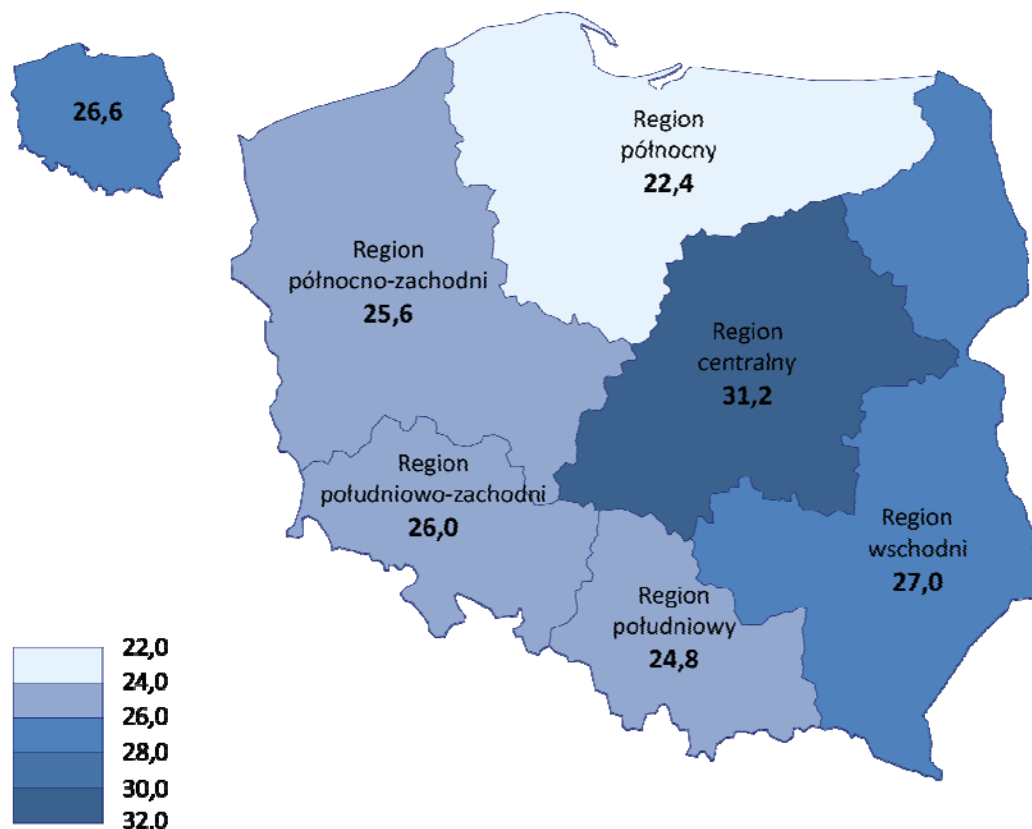 26,6
Region
północny
22,4
Region
północno-zachodni
25,6
Region
centralny
31,2
Region
południowo-zachodni
26,0
Region
wschodni
27,0
Region
południowy
24,8
22,0
24,0
26,0
28,0
30,0
32,0